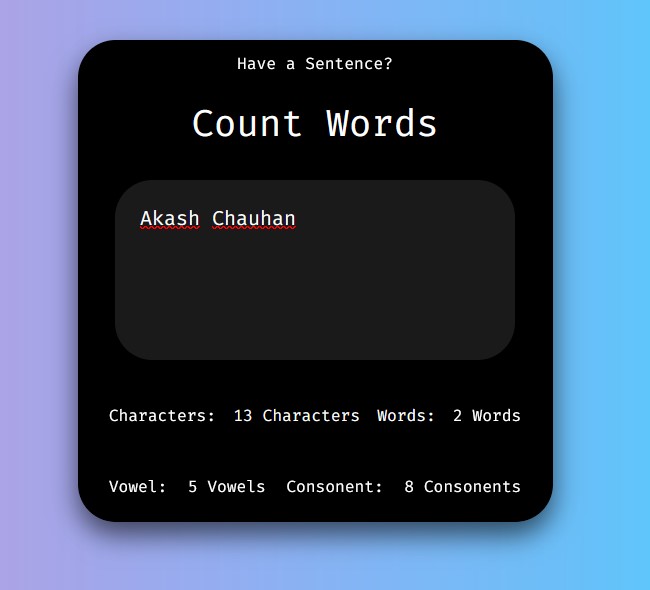 Have a Sentence?
Count Words
Akash Chauhan
Characters: 13 Characters Words: 2 Words
Vowel: 5 Vowels Consonent: 8 Consonents